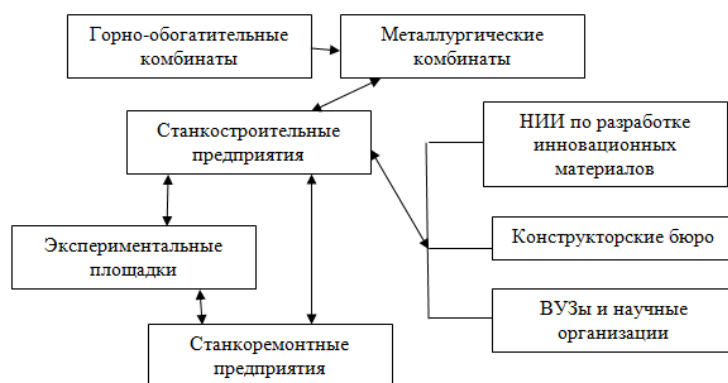 Горно-обогатительные
комбинаты
Металлургические
комбинаты
Станкостроительные
предприятия
НИИ по разработке
инновационных
материалов
Экспериментальные
площадки
Конструкторские бюро
Станкоремонтные
предприятия
ВУЗы и научные
организации